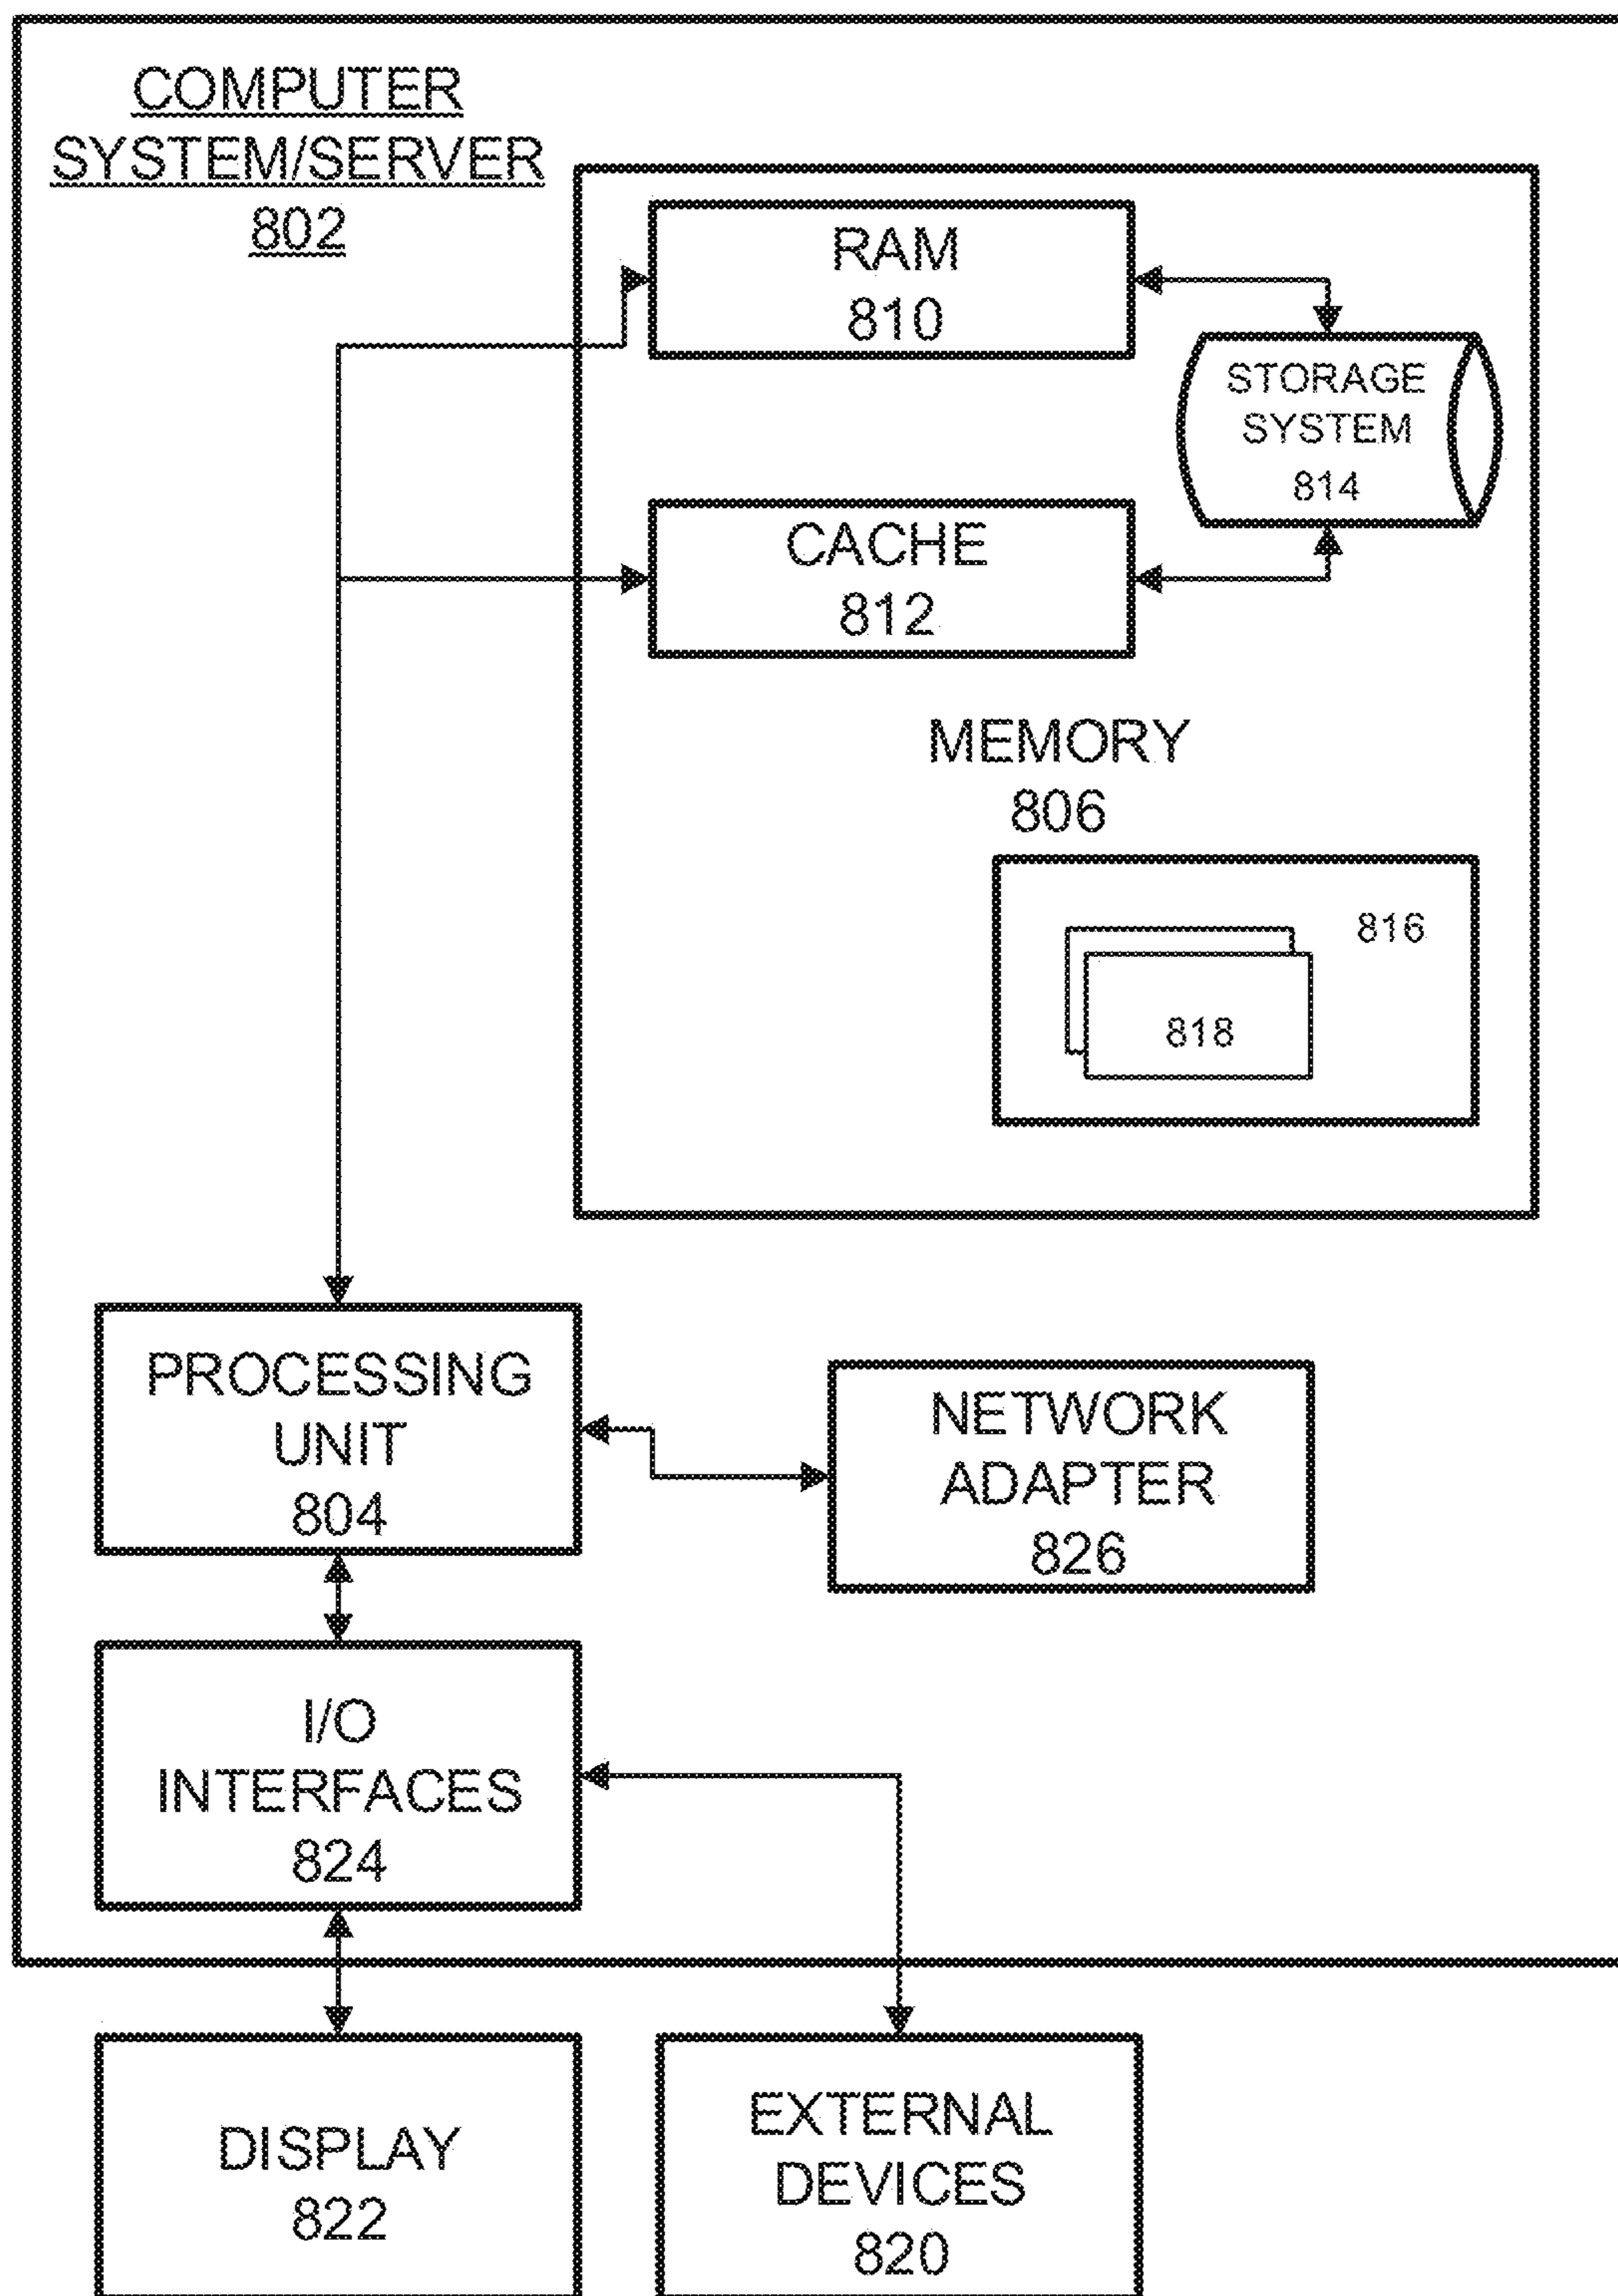 COMPUTER
SYSTEM/SERVER
802
RAM
810
STORAGE
SYSTEM
814
CACHE
812
MEMORY
806
816
818
PROCESSING
UNIT
804
NETWORK
ADAPTER
826
I/O
INTERFACES
824
DISPLAY
822
EXTERNAL
DEVICES
820